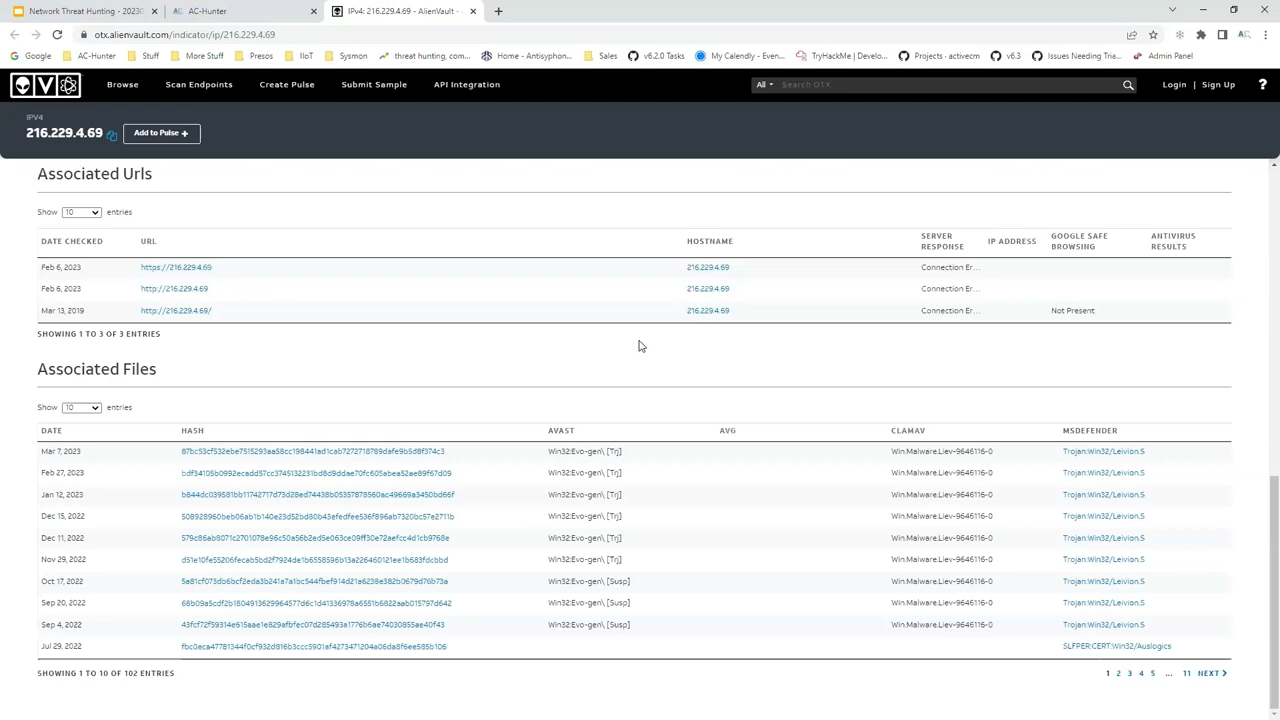 Network Threat Hunting - 20230
AC-Hunter
IPv4: 216.229.4.69 - AlienVault -
otx.alienvault.com/indicator/ip/216.229.4.69
Google Stuff More Stuff Presos IIoT Sysmon threat hunting, com... Home - Antisyphon... Sales v6.2.0 Tasks My Calendly - Even... TryHackMe | Develo... Projects · activecm v6.3 Issues Needing Tria... Admin Panel
Browse Scan Endpoints Create Pulse Submit Sample API Integration All Search OTX Login | Sign Up ?
IPV4
216.229.4.69 Add to Pulse +
Associated Urls
Show 10 entries
DATE CHECKED URL HOSTNAME SERVER RESPONSE IP ADDRESS GOOGLE SAFE BROWSING ANTIVIRUS RESULTS
Feb 6, 2023 https://216.229.4.69 216.229.4.69 Connection Er...
Feb 6, 2023 http://216.229.4.69 216.229.4.69 Connection Er...
Mar 13, 2019 http://216.229.4.69/ 216.229.4.69 Connection Er... Not Present
SHOWING 1 TO 3 OF 3 ENTRIES
Associated Files
Show 10 entries
DATE HASH AVAST AVG CLAMAV MSDEFENDER
Mar 7, 2023 Win32:Evo-gen\ [Trj] Win.Malware.Liev-9646116-0 Trojan:Win32/Leivion.S
Feb 27, 2023 Win32:Evo-gen\ [Trj] Win.Malware.Liev-9646116-0 Trojan:Win32/Leivion.S
Jan 12, 2023 Win32:Evo-gen\ [Trj] Win.Malware.Liev-9646116-0 Trojan:Win32/Leivion.S
Dec 15, 2022 Win32:Evo-gen\ [Trj] Win.Malware.Liev-9646116-0 Trojan:Win32/Leivion.S
Dec 11, 2022 Win32:Evo-gen\ [Trj] Win.Malware.Liev-9646116-0 Trojan:Win32/Leivion.S
Nov 29, 2022 Win32:Evo-gen\ [Trj] Win.Malware.Liev-9646116-0 Trojan:Win32/Leivion.S
Oct 17, 2022 Win32:Evo-gen\ [Susp] Win.Malware.Liev-9646116-0 Trojan:Win32/Leivion.S
Sep 20, 2022 Win32:Evo-gen\ [Susp] Win.Malware.Liev-9646116-0 Trojan:Win32/Leivion.S
Sep 4, 2022 Win32:Evo-gen\ [Susp] Win.Malware.Liev-9646116-0 Trojan:Win32/Leivion.S
Jul 29, 2022 SLFPER:CERT:Win32/Auslogics
SHOWING 1 TO 10 OF 102 ENTRIES 1 2 3 4 5 ... 11 NEXT